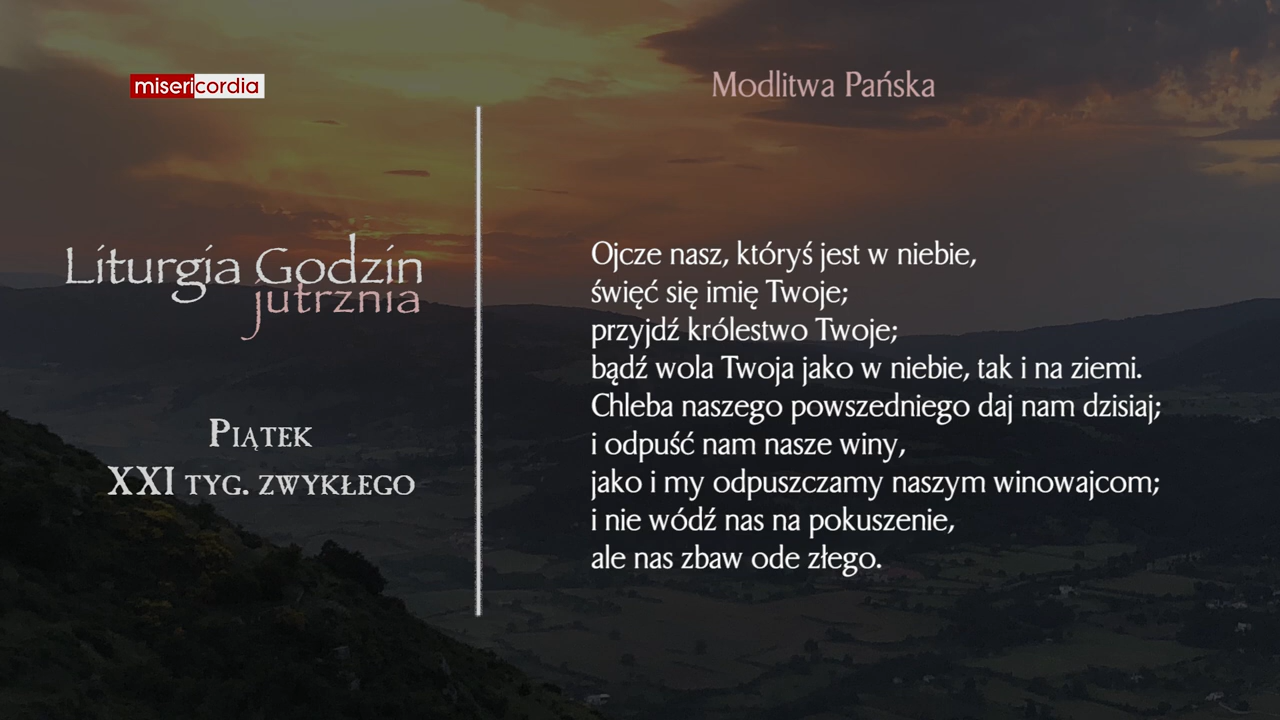 misericordia
Liturgia Godzin
jutrznia
Piątek
XXI tyg. zwykłego
Modlitwa Pańska
Ojcze nasz, któryś jest w niebie,
święć się imię Twoje;
przyjdź królestwo Twoje;
bądź wola Twoja jako w niebie, tak i na ziemi.
Chleba naszego powszedniego daj nam dzisiaj;
i odpuść nam nasze winy,
jako i my odpuszczamy naszym winowajcom;
i nie wódź nas na pokuszenie,
ale nas zbaw ode złego.